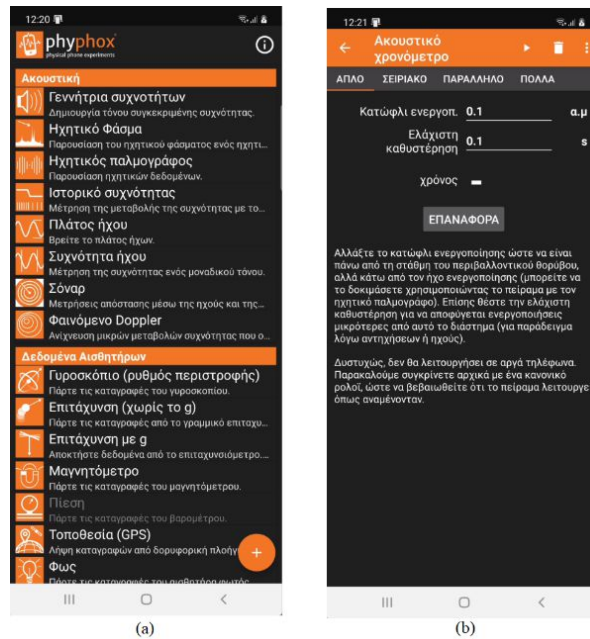 12:20
phyphox
physical phone experiments
Ακουστική
Γεννήτρια συχνοτήτων
Δημιουργία τόνου συγκεκριμένης συχνότητας.
Ηχητικό Φάσμα
Παρουσίαση του ηχητικού φάσματος ενός ηχητι...
Ηχητικός παλμογράφος
Παρουσίαση ηχητικών δεδομένων.
Ιστορικό συχνότητας
Μέτρηση της μεταβολής της συχνότητας με το...
Πλάτος ήχου
Βρείτε το πλάτος ήχων.
Συχνότητα ήχου
Μέτρηση της συχνότητας ενός μοναδικού τόνου.
Σόναρ
Μετρήσεις απόστασης μέσω της ηχούς και της...
Φαινόμενο Doppler
Ανίχνευση μικρών μεταβολών συχνότητας που ο...
Δεδομένα Αισθητήρων
Γυροσκόπιο (ρυθμός περιστροφής)
Πάρτε τις καταγραφές του γυροσκοπίου.
Επιτάχυνση (χωρίς το g)
Πάρτε τις καταγραφές από το γραμμικό επιταχυ...
Επιτάχυνση με g
Αποκτήστε δεδομένα από το επιταχυνσιόμετρο....
Μαγνητόμετρο
Πάρτε τις καταγραφές του μαγνητόμετρου.
Πίεση
Πάρτε τις καταγραφές του βαρομέτρου.
Τοποθεσία (GPS)
Λήψη καταγραφών από δορυφορική πλοήγ
+
Φως
Πάρτε τις καταγραφές του αισθητήρα φωτός
(a)
12:21
Ακουστικό
χρονόμετρο
ΑΠΛΟ ΣΕΙΡΙΑΚΟ ΠΑΡΑΛΛΗΛΟ ΠΟΛΛΑ
Κατώφλι ενεργοπ. 0.1 α.μ
Ελάχιστη
καθυστέρηση 0.1 s
χρόνος –
ΕΠΑΝΑΦΟΡΑ
Αλλάξτε το κατώφλι ενεργοποίησης ώστε να είναι
πάνω από τη στάθμη του περιβαλλοντικού θορύβου,
αλλά κάτω από τον ήχο ενεργοποίησης (μπορείτε να
το δοκιμάσετε χρησιμοποιώντας το πείραμα με τον
ηχητικό παλμογράφο). Επίσης θέστε την ελάχιστη
καθυστέρηση για να αποφύγεται ενεργοποιήσεις
μικρότερες από αυτό το διάστημα (για παράδειγμα
λόγω αντηχήσεων ή ηχούς).
Δυστυχώς, δεν θα λειτουργήσει σε αργά τηλέφωνα.
Παρακαλούμε συγκρίνετε αρχικά με ένα κανονικό
ρολοΐ, ώστε να βεβαιωθείτε ότι το πείραμα λειτουργε
όπως αναμένονταν.
(b)